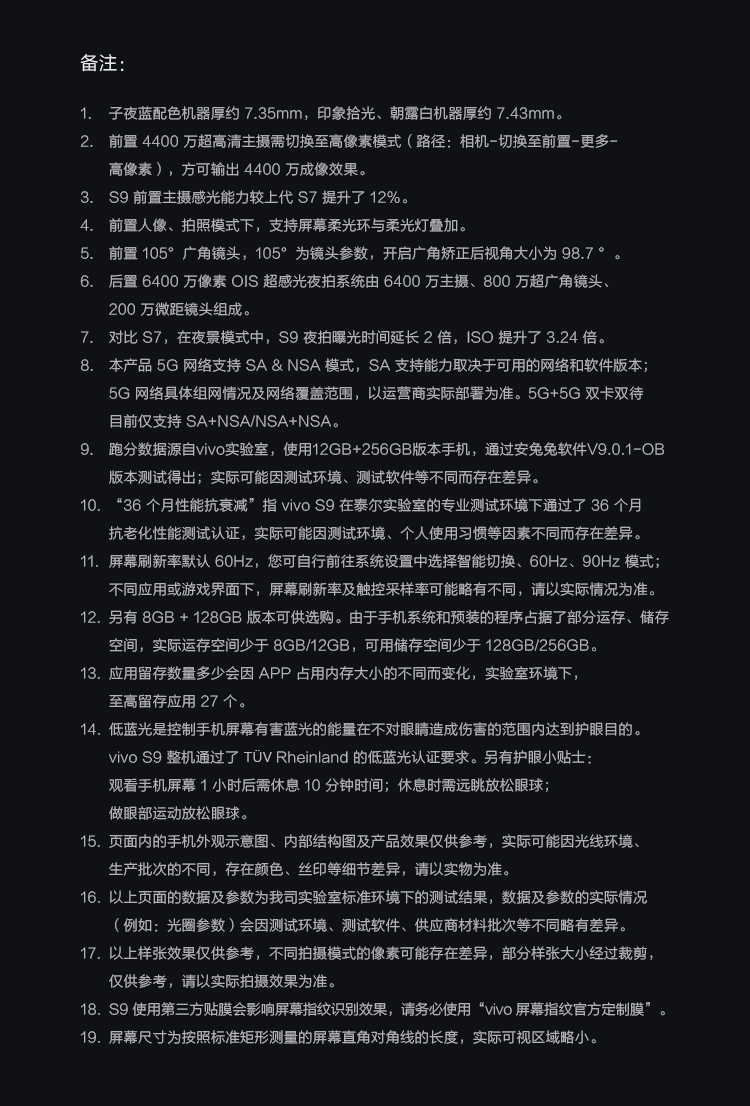 备注：
1. 子夜蓝配色机器厚约 7.35mm，印象拾光、朝露白机器厚约 7.43mm。
2. 前置 4400 万超高清主摄需切换至高像素模式（路径：相机-切换至前置-更多-
高像素），方可输出 4400 万成像效果。
3. S9 前置主摄感光能力较上代 S7 提升了 12%。
4. 前置人像、拍照模式下，支持屏幕柔光环与柔光灯叠加。
5. 前置 105° 广角镜头，105° 为镜头参数，开启广角矫正后视角大小为 98.7 ° 。
6. 后置 6400 万像素 OIS 超感光夜拍系统由 6400 万主摄、800 万超广角镜头、
200 万微距镜头组成。
7. 对比 S7，在夜景模式中，S9 夜拍曝光时间延长 2 倍，ISO 提升了 3.24 倍。
8. 本产品 5G 网络支持 SA & NSA 模式，SA 支持能力取决于可用的网络和软件版本；
5G 网络具体组网情况及网络覆盖范围，以运营商实际部署为准。5G+5G 双卡双待
目前仅支持 SA+NSA/NSA+NSA。
9. 跑分数据源自vivo实验室，使用12GB+256GB版本手机，通过安兔兔软件V9.0.1-OB
版本测试得出；实际可能因测试环境、测试软件等不同而存在差异。
10. “36 个月性能抗衰减”指 vivo S9 在泰尔实验室的专业测试环境下通过了 36 个月
抗老化性能测试认证，实际可能因测试环境、个人使用习惯等因素不同而存在差异。
11. 屏幕刷新率默认 60Hz，您可自行前往系统设置中选择智能切换、60Hz、90Hz 模式；
不同应用或游戏界面下，屏幕刷新率及触控采样率可能略有不同，请以实际情况为准。
12. 另有 8GB + 128GB 版本可供选购。由于手机系统和预装的程序占据了部分运存、储存
空间，实际运存空间少于 8GB/12GB，可用储存空间少于 128GB/256GB。
13. 应用留存数量多少会因 APP 占用内存大小的不同而变化，实验室环境下，
至高留存应用 27 个。
14. 低蓝光是控制手机屏幕有害蓝光的能量在不对眼睛造成伤害的范围内达到护眼目的。
vivo S9 整机通过了 TÜV Rheinland 的低蓝光认证要求。另有护眼小贴士：
观看手机屏幕 1 小时后需休息 10 分钟时间；休息时需远眺放松眼球；
做眼部运动放松眼球。
15. 页面内的手机外观示意图、内部结构图及产品效果仅供参考，实际可能因光线环境、
生产批次的不同，存在颜色、丝印等细节差异，请以实物为准。
16. 以上页面的数据及参数为我司实验室标准环境下的测试结果，数据及参数的实际情况
（例如：光圈参数）会因测试环境、测试软件、供应商材料批次等不同略有差异。
17. 以上样张效果仅供参考，不同拍摄模式的像素可能存在差异，部分样张大小经过裁剪，
仅供参考，请以实际拍摄效果为准。
18. S9 使用第三方贴膜会影响屏幕指纹识别效果，请务必使用“vivo 屏幕指纹官方定制膜”。
19. 屏幕尺寸为按照标准矩形测量的屏幕直角对角线的长度，实际可视区域略小。